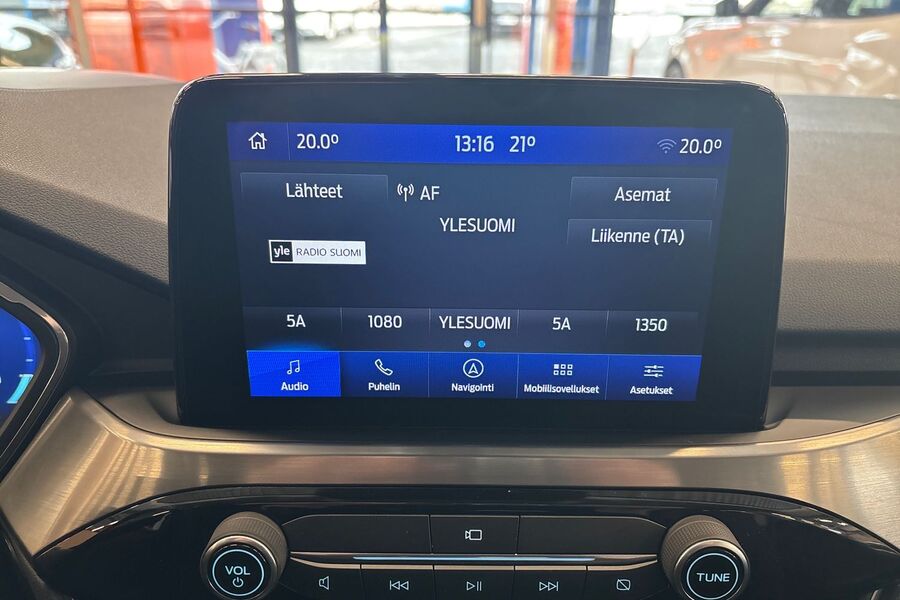 20.0º 13:16 21º 20.0º
Lähteet AF Asemat
YLESUOMI
Liikenne (TA)
yle RADIO SUOMI
5A 1080 YLESUOMI 5A 1350
Audio Puhelin Navigointi Mobiilisovellukset Asetukset
VOL TUNE